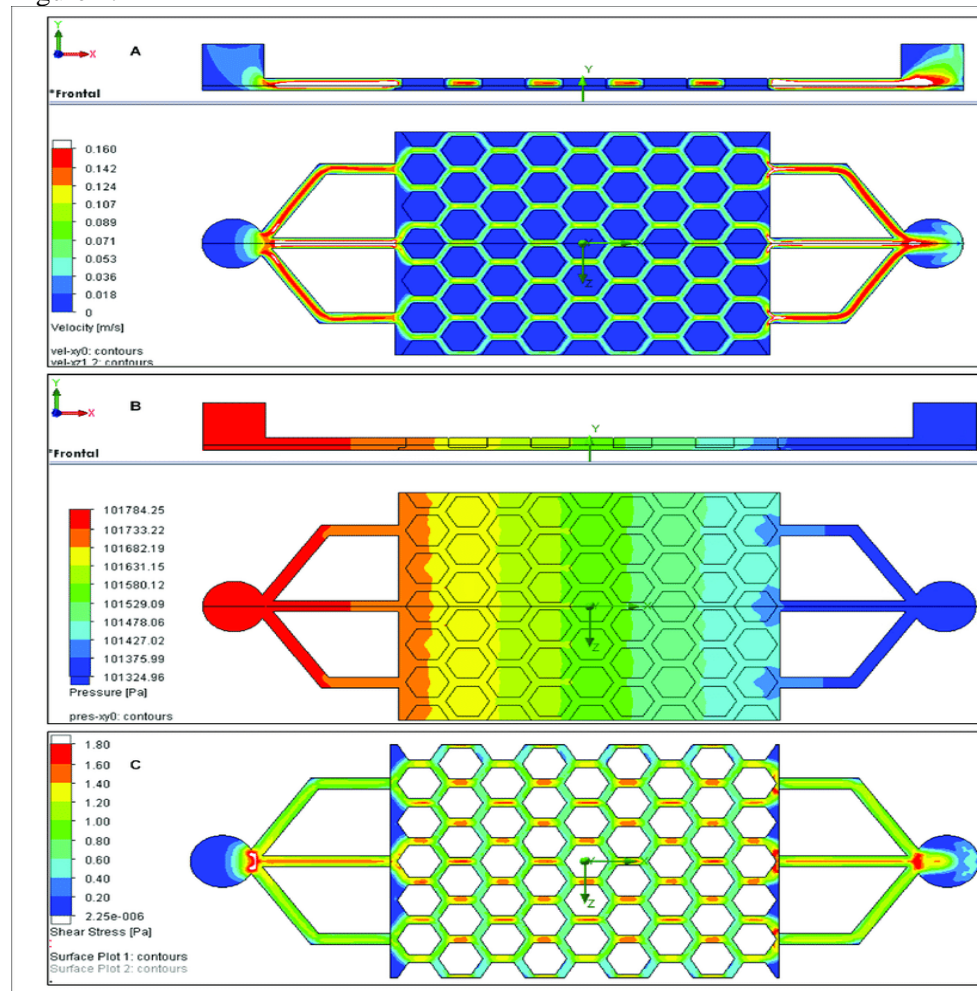 Y
A
X
Y
*Frontal
0.160
0.142
0.124
0.107
0.089
0.071
0.053
0.036
0.018
0
Velocity [m/s]
X
Z
vel-xy0: contours
vel-xz1.2: contours
Y
B
X
Y
*Frontal
101784.25
101733.22
101682.19
101631.15
101580.12
101529.09
101478.06
101427.02
101375.99
101324.96
Pressure [Pa]
Y
X
Z
pres-xy0: contours
1.80
C
1.60
1.40
1.20
1.00
0.80
0.60
0.40
0.20
2.25e-006
Shear Stress [Pa]
Y
X
Z
Surface Plot 1: contours
Surface Plot 2: contours